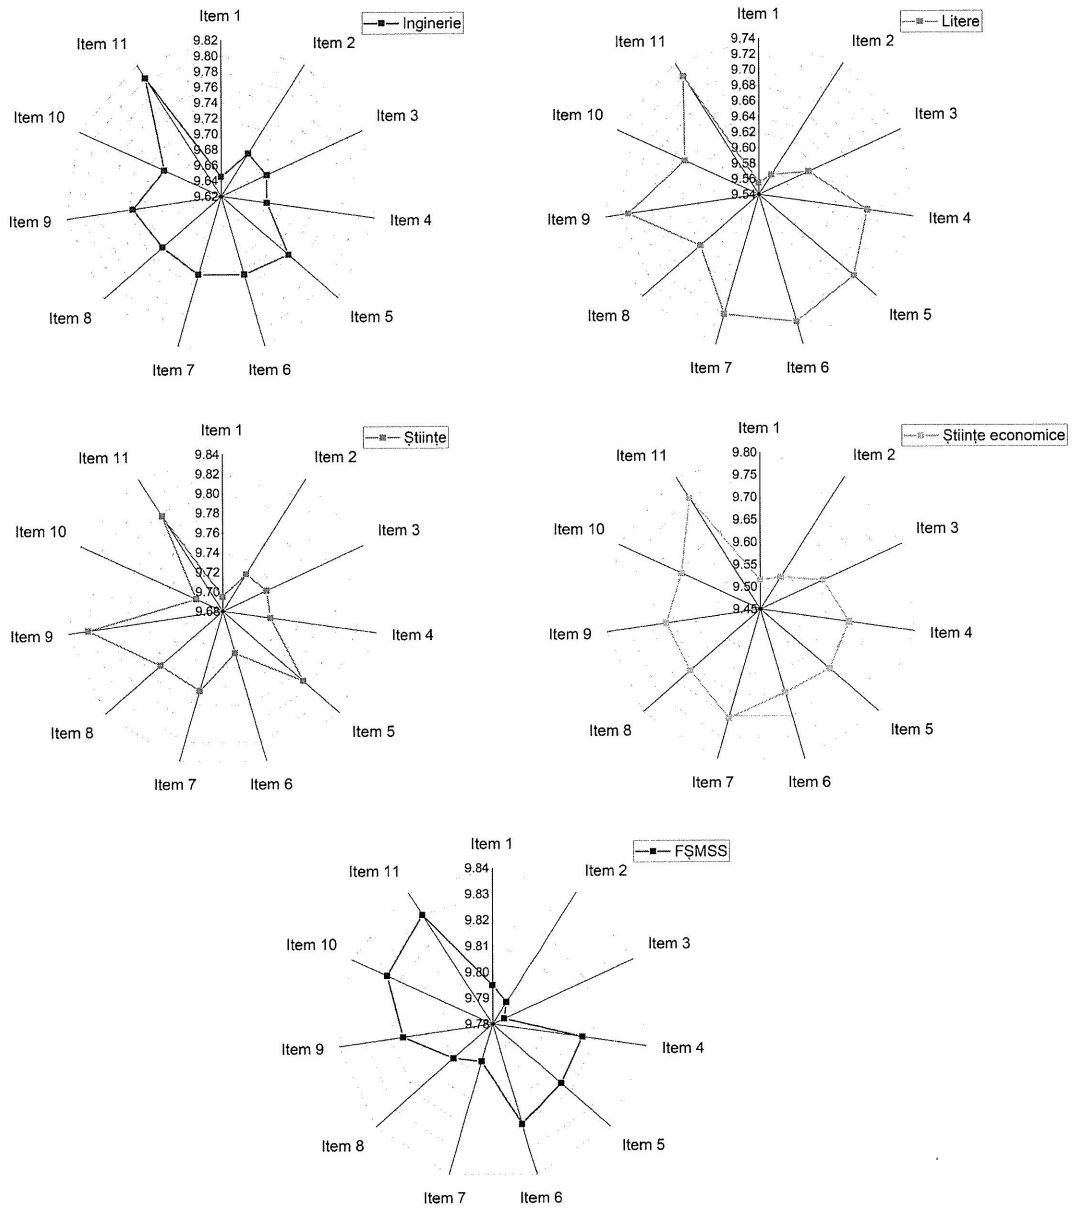 Item 1
Inginerie
Item 2
Item 3
Item 4
Item 5
Item 6
Item 7
Item 8
Item 9
Item 10
Item 11
9.82
9.80
9.78
9.76
9.74
9.72
9.70
9.68
9.66
9.64
9.62
Item 1
Litere
Item 2
Item 3
Item 4
Item 5
Item 6
Item 7
Item 8
Item 9
Item 10
Item 11
9.74
9.72
9.70
9.68
9.66
9.64
9.62
9.60
9.58
9.56
9.54
Item 1
Științe
Item 2
Item 3
Item 4
Item 5
Item 6
Item 7
Item 8
Item 9
Item 10
Item 11
9.84
9.82
9.80
9.78
9.76
9.74
9.72
9.70
9.68
Item 1
Științe economice
Item 2
Item 3
Item 4
Item 5
Item 6
Item 7
Item 8
Item 9
Item 10
Item 11
9.80
9.75
9.70
9.65
9.60
9.55
9.50
9.45
Item 1
FȘMSS
Item 2
Item 3
Item 4
Item 5
Item 6
Item 7
Item 8
Item 9
Item 10
Item 11
9.84
9.83
9.82
9.81
9.80
9.79
9.78